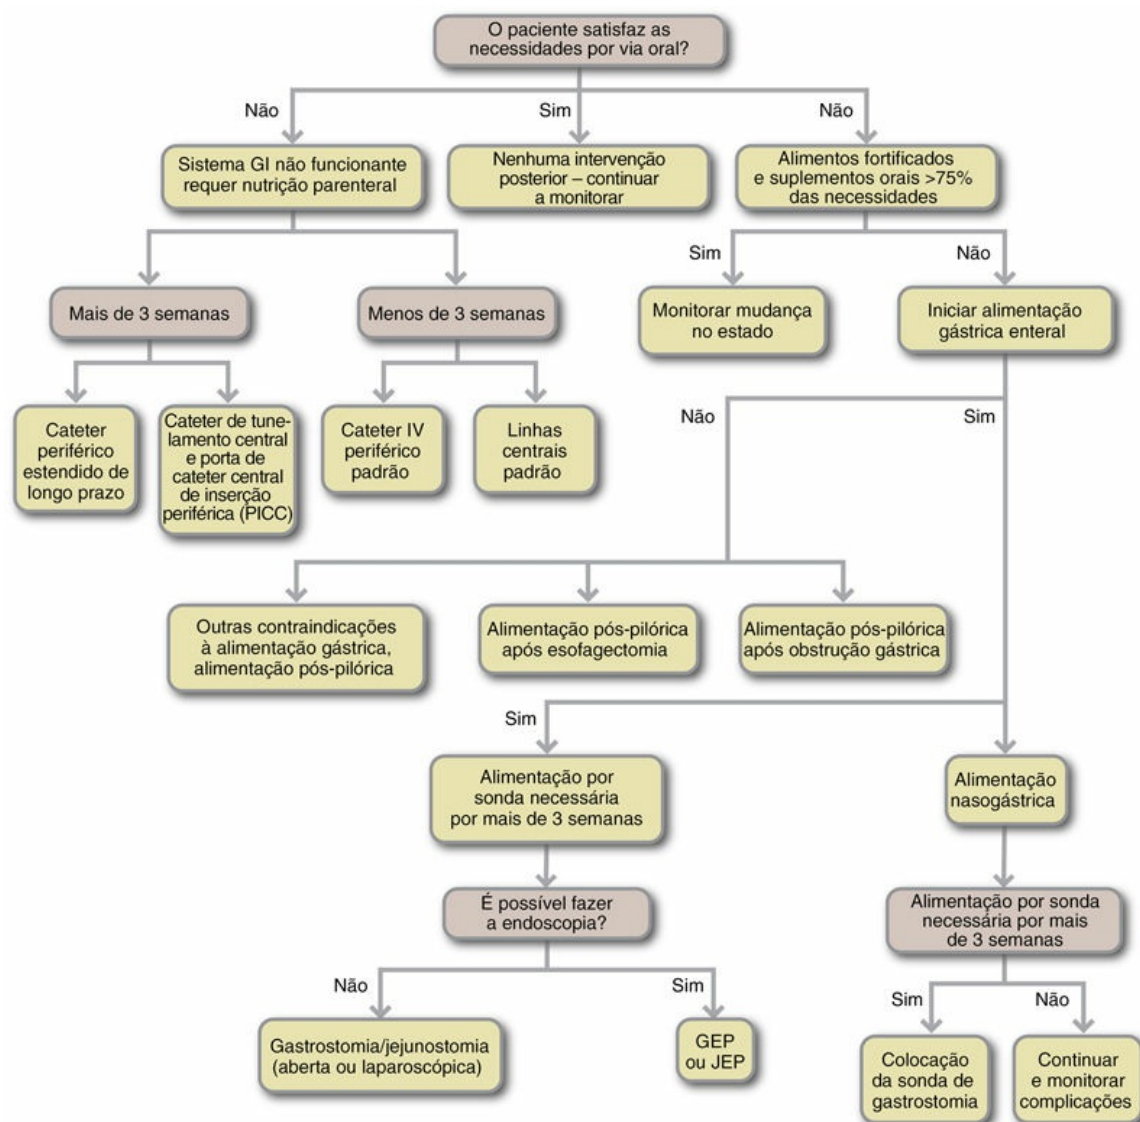 O paciente satisfaz as
necessidades por via oral?
Não
Sim
Não
Sistema GI não funcionante
requer nutrição parenteral
Nenhuma intervenção
posterior – continuar
a monitorar
Alimentos fortificados
e suplementos orais >75%
das necessidades
Sim
Não
Mais de 3 semanas
Menos de 3 semanas
Monitorar mudança
no estado
Iniciar alimentação
gástrica enteral
Cateter
periférico
estendido de
longo prazo
Cateter de tune-
lamento central
e porta de
cateter central
de inserção
periférica (PICC)
Cateter IV
periférico
padrão
Linhas
centrais
padrão
Não
Sim
Outras contraindicações
à alimentação gástrica,
alimentação pós-pilórica
Alimentação pós-pilórica
após esofagectomia
Alimentação pós-pilórica
após obstrução gástrica
Sim
Alimentação por
sonda necessária
por mais de 3 semanas
Alimentação
nasogástrica
É possível fazer
a endoscopia?
Alimentação por sonda
necessária por mais
de 3 semanas
Não
Sim
Sim
Não
Gastrostomia/jejunostomia
(aberta ou laparoscópica)
GEP
ou JEP
Colocação
da sonda de
gastrostomia
Continuar
e monitorar
complicações